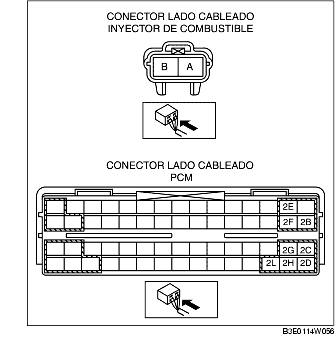 CONECTOR LADO CABLEADO
INYECTOR DE COMBUSTIBLE
B A
CONECTOR LADO CABLEADO
PCM
2E
2F 2B
2G 2C
2L 2H 2D
B3E0114W056